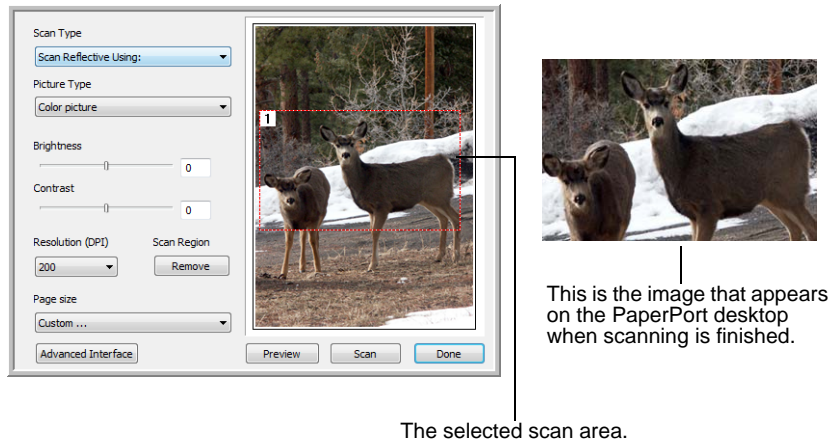 Scan Type
Scan Reflective Using:
Picture Type
Color picture
Brightness
0
Contrast
0
Resolution (DPI) Scan Region
200 Remove
Page size
Custom ...
Advanced Interface
1
Preview Scan Done
This is the image that appears
on the PaperPort desktop
when scanning is finished.
The selected scan area.